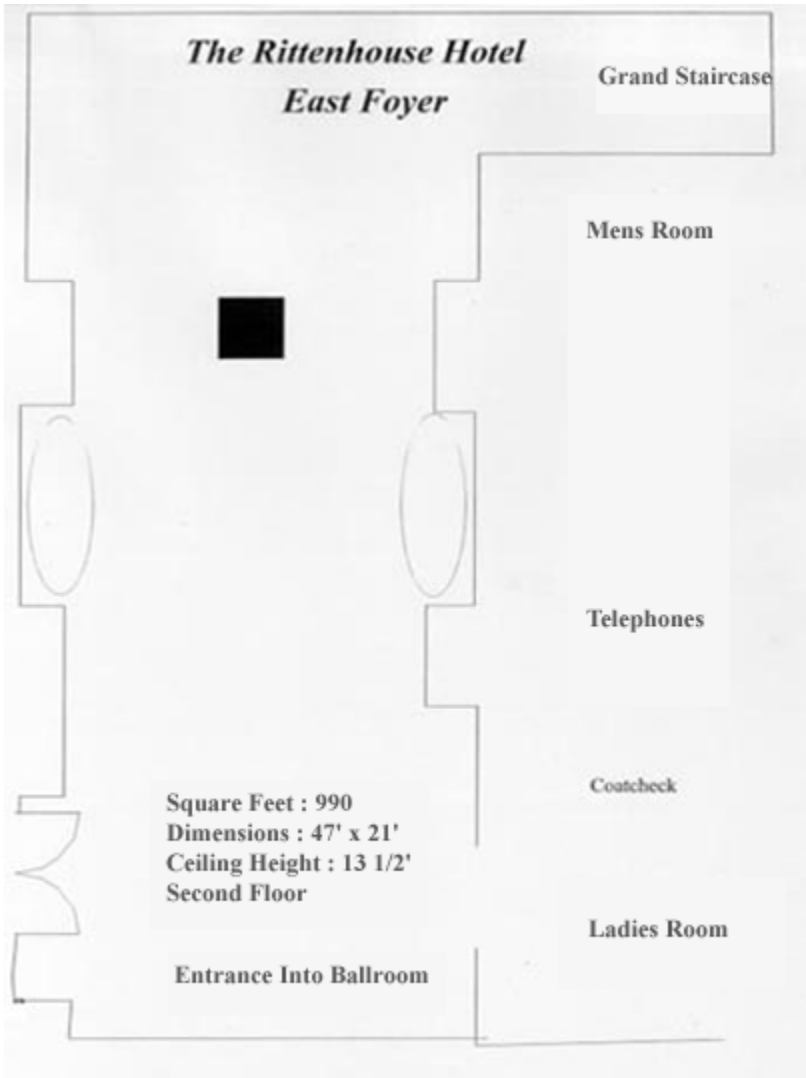 The Rittenhouse Hotel
East Foyer
Grand Staircase
Mens Room
Telephones
Coatcheck
Square Feet : 990
Dimensions : 47' x 21'
Ceiling Height : 13 1/2'
Second Floor
Ladies Room
Entrance Into Ballroom